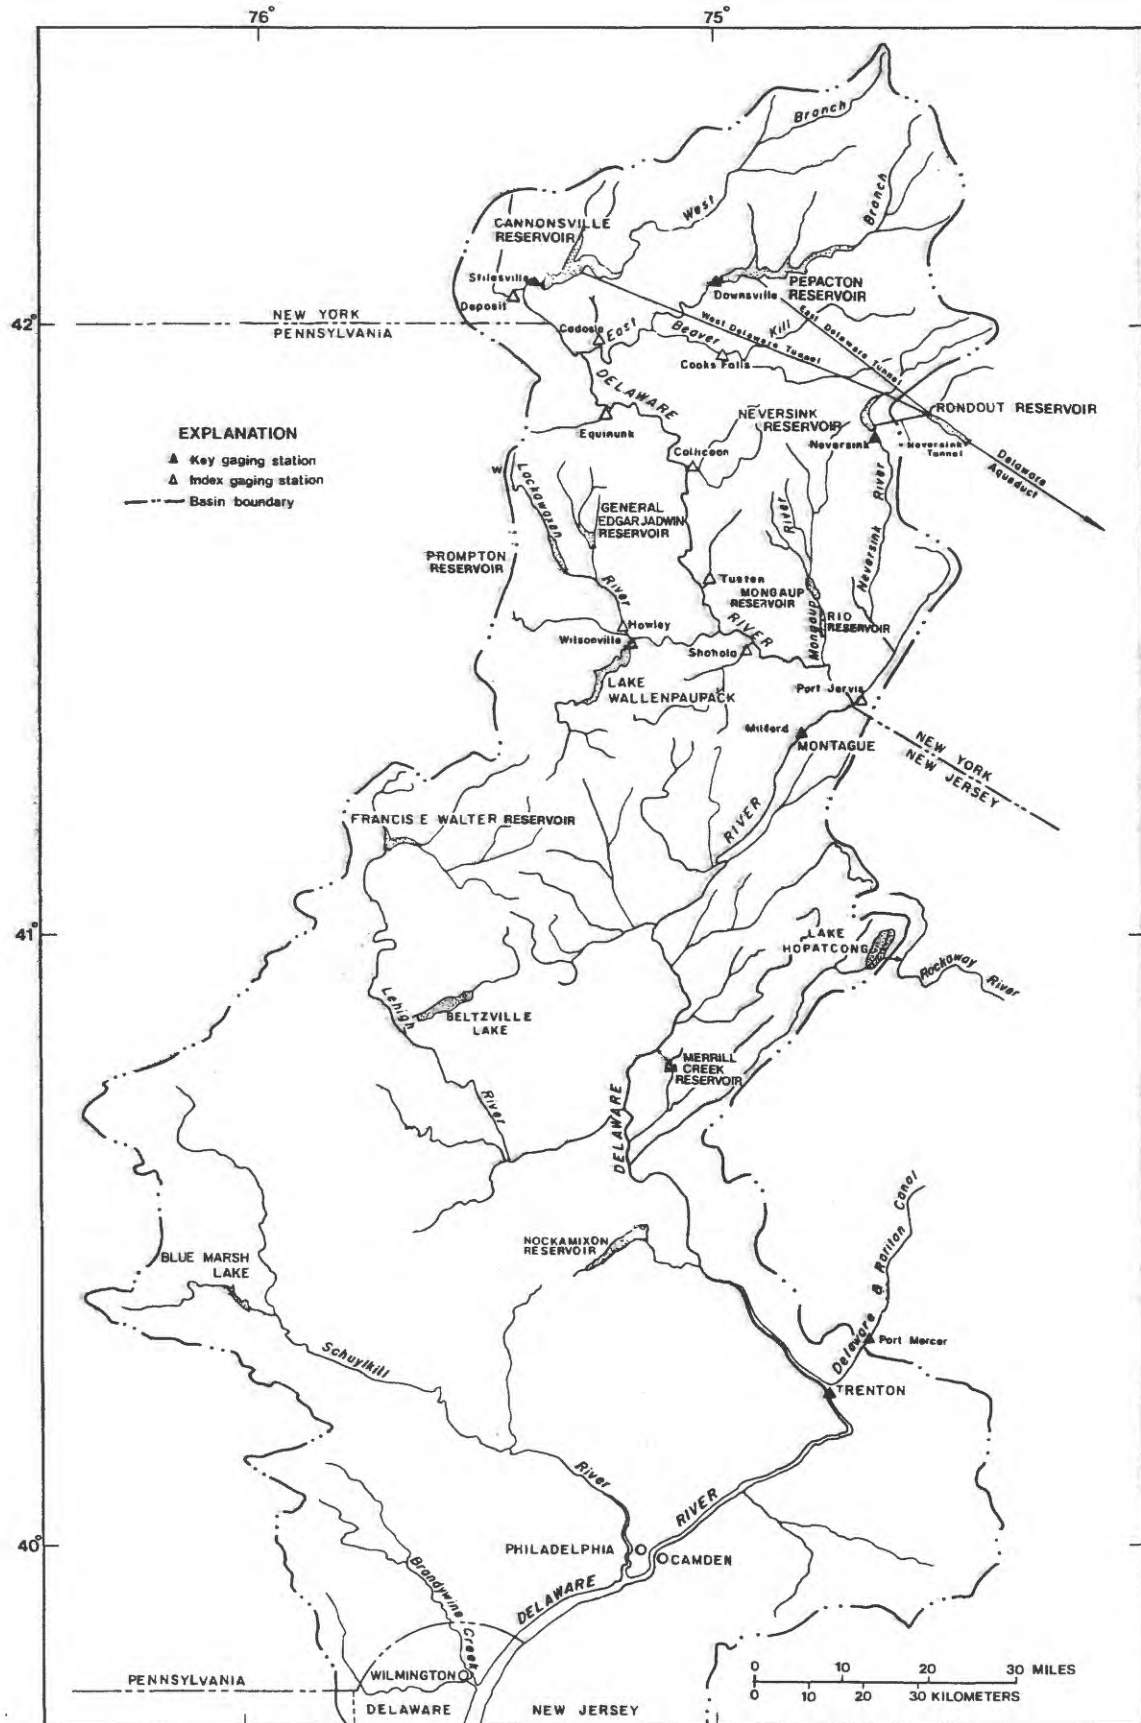 76°
75°
Branch
West
Branch
CANNONSVILLE
RESERVOIR
Stilesville
PEPACTON
RESERVOIR
Deposit
Downsville
42°
NEW YORK
PENNSYLVANIA
Cadosia
East
Beaver
Kill
West Delaware Tunnel
East Delaware Tunnel
Cooks Falls
DELAWARE
NEVERSINK
RESERVOIR
RONDOUT RESERVOIR
Equinunk
Neversink
Neversink
Tunnel
Delaware
Aqueduct
EXPLANATION
Key gaging station
Index gaging station
Basin boundary
Callicoon
W
Lackawaxen
River
GENERAL
EDGAR JADWIN
RESERVOIR
River
Neversink River
PROMPTON
RESERVOIR
Tusten
MONGAUP
RESERVOIR
RIO
RESERVOIR
Mongaup
RIVER
Hawley
Wilsonville
Shohola
LAKE
WALLENPAUPACK
Port Jervis
Milford
MONTAGUE
NEW YORK
NEW JERSEY
RIVER
FRANCIS E WALTER RESERVOIR
41°
LAKE
HOPATCONG
Rockaway River
Lehigh
River
BELTZVILLE
LAKE
MERRILL
CREEK
RESERVOIR
DELAWARE
NOCKAMIXON
RESERVOIR
BLUE MARSH
LAKE
Delaware & Raritan Canal
Port Mercer
Schuylkill
River
TRENTON
RIVER
40°
PHILADELPHIA
CAMDEN
DELAWARE
Brandywine
Creek
WILMINGTON
PENNSYLVANIA
DELAWARE
NEW JERSEY
0 10 20 30 MILES
0 10 20 30 KILOMETERS